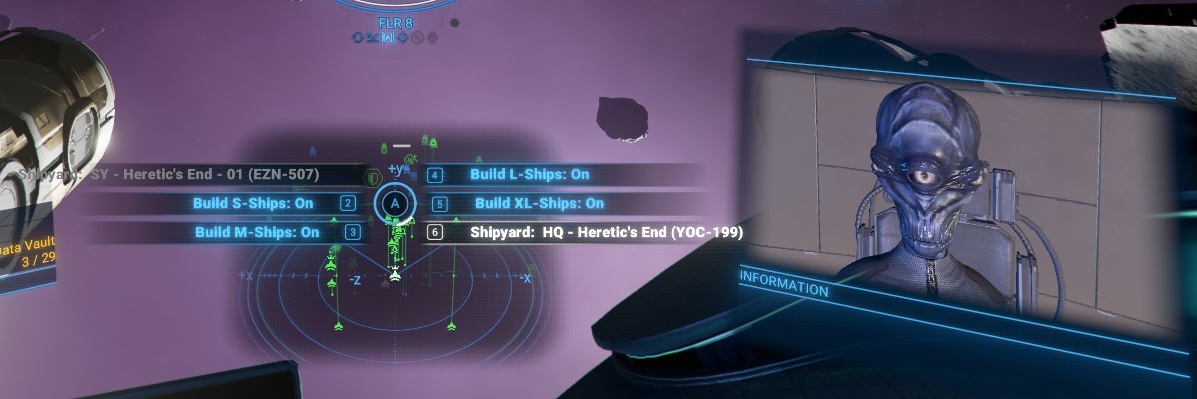 FLR 8
Shipyard: SY - Heretic's End - 01 (EZN-507)
+y
4 Build L-Ships: On
Build S-Ships: On 2
A
5 Build XL-Ships: On
Build M-Ships: On 3
6 Shipyard: HQ - Heretic's End (YOC-199)
Data Vault
3 / 29
+X
-z
-X
INFORMATION